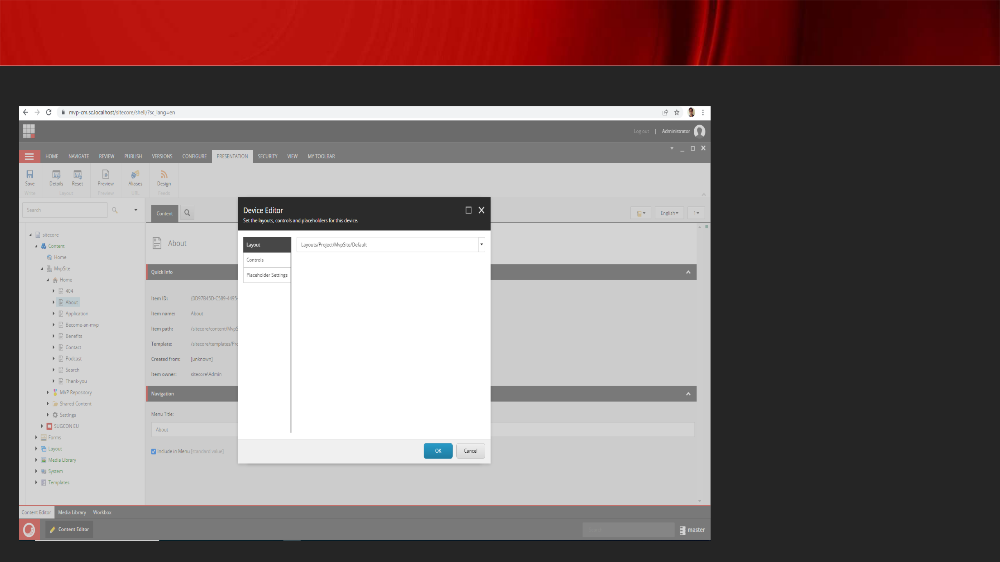 mvp-cm.sc.localhost/sitecore/shell/?sc_lang=en
Log out | Administrator
HOME NAVIGATE REVIEW PUBLISH VERSIONS CONFIGURE PRESENTATION SECURITY VIEW MY TOOLBAR
Save Details Reset Preview Aliases Design
Write Layout Preview URL Feeds
Search
Content
English
1
Device Editor
Set the layouts, controls and placeholders for this device.
Layout
Layouts/Project/MvpSite/Default
Controls
Placeholder Settings
OK
Cancel
sitecore
Content
Home
MvpSite
Home
404
About
Application
Become-an-mvp
Benefits
Contact
Podcast
Search
Thank-you
MVP Repository
Shared Content
Settings
SUGCON EU
Forms
Layout
Media Library
System
Templates
About
Quick Info
Item ID: {0D97B45D-C589-4495-
Item name: About
Item path: /sitecore/content/MvpS
Template: /sitecore/templates/Pro
Created from: [unknown]
Item owner: sitecore\Admin
Navigation
Menu Title:
About
Include in Menu [standard value]
Content Editor Media Library Workbox
Content Editor
Search
master